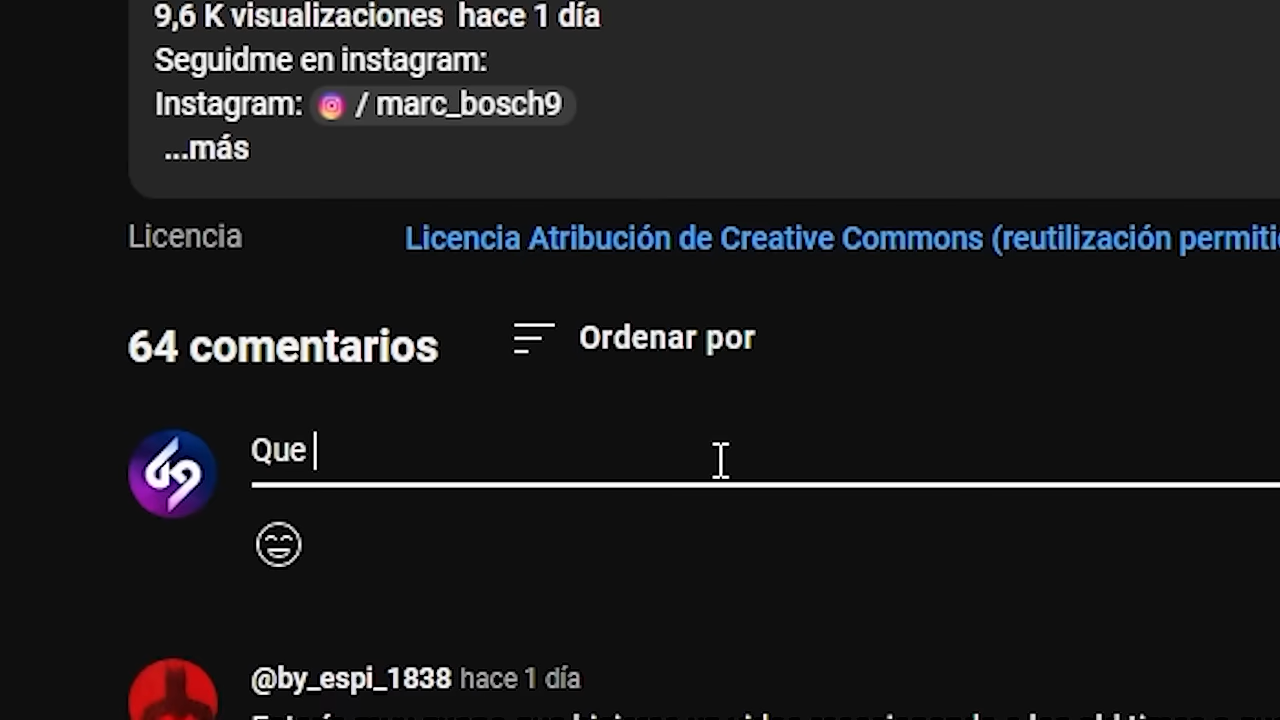 9,6 K visualizaciones hace 1 día
Seguidme en instagram:
Instagram: / marc_bosch9
...más
Licencia Licencia Atribución de Creative Commons (reutilización
64 comentarios Ordenar por
Que
@by_espi_1838 hace 1 día